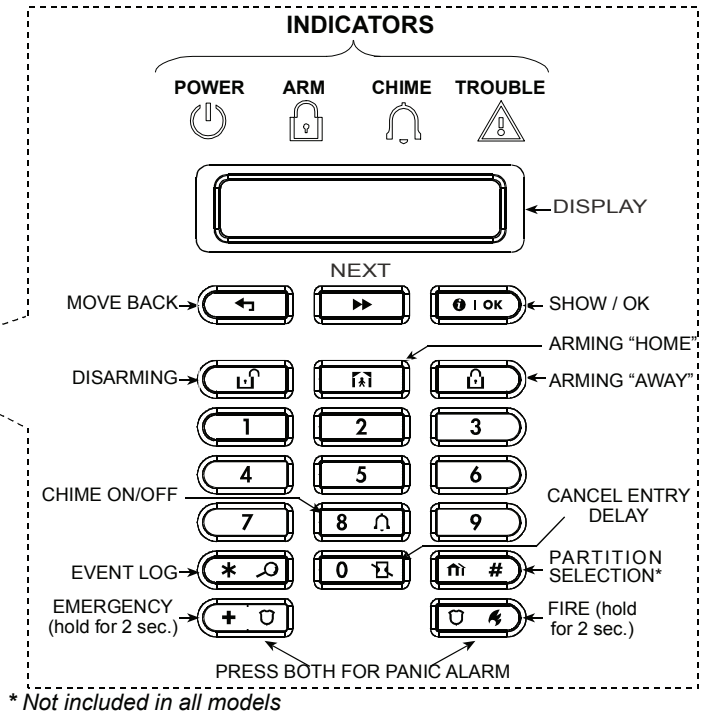 INDICATORS
POWER ARM CHIME TROUBLE
DISPLAY
NEXT
MOVE BACK
OK
SHOW / OK
ARMING “HOME”
DISARMING
ARMING “AWAY”
1 2 3
4 5 6
CHIME ON/OFF
CANCEL ENTRY
DELAY
7 8 9
EVENT LOG
* 0 #
PARTITION
SELECTION*
EMERGENCY
(hold for 2 sec.)
+
FIRE (hold
for 2 sec.)
PRESS BOTH FOR PANIC ALARM
* Not included in all models